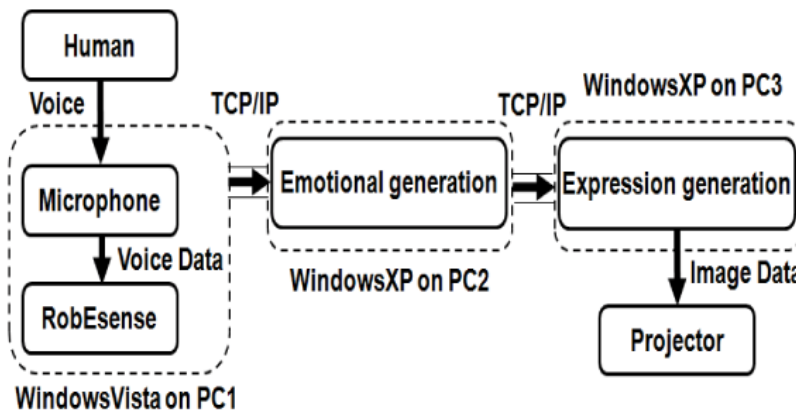 Human
Voice
TCP/IP
TCP/IP
WindowsXP on PC3
Microphone
Emotional generation
Expression generation
Voice Data
RobEsense
WindowsXP on PC2
Image Data
Projector
WindowsVista on PC1